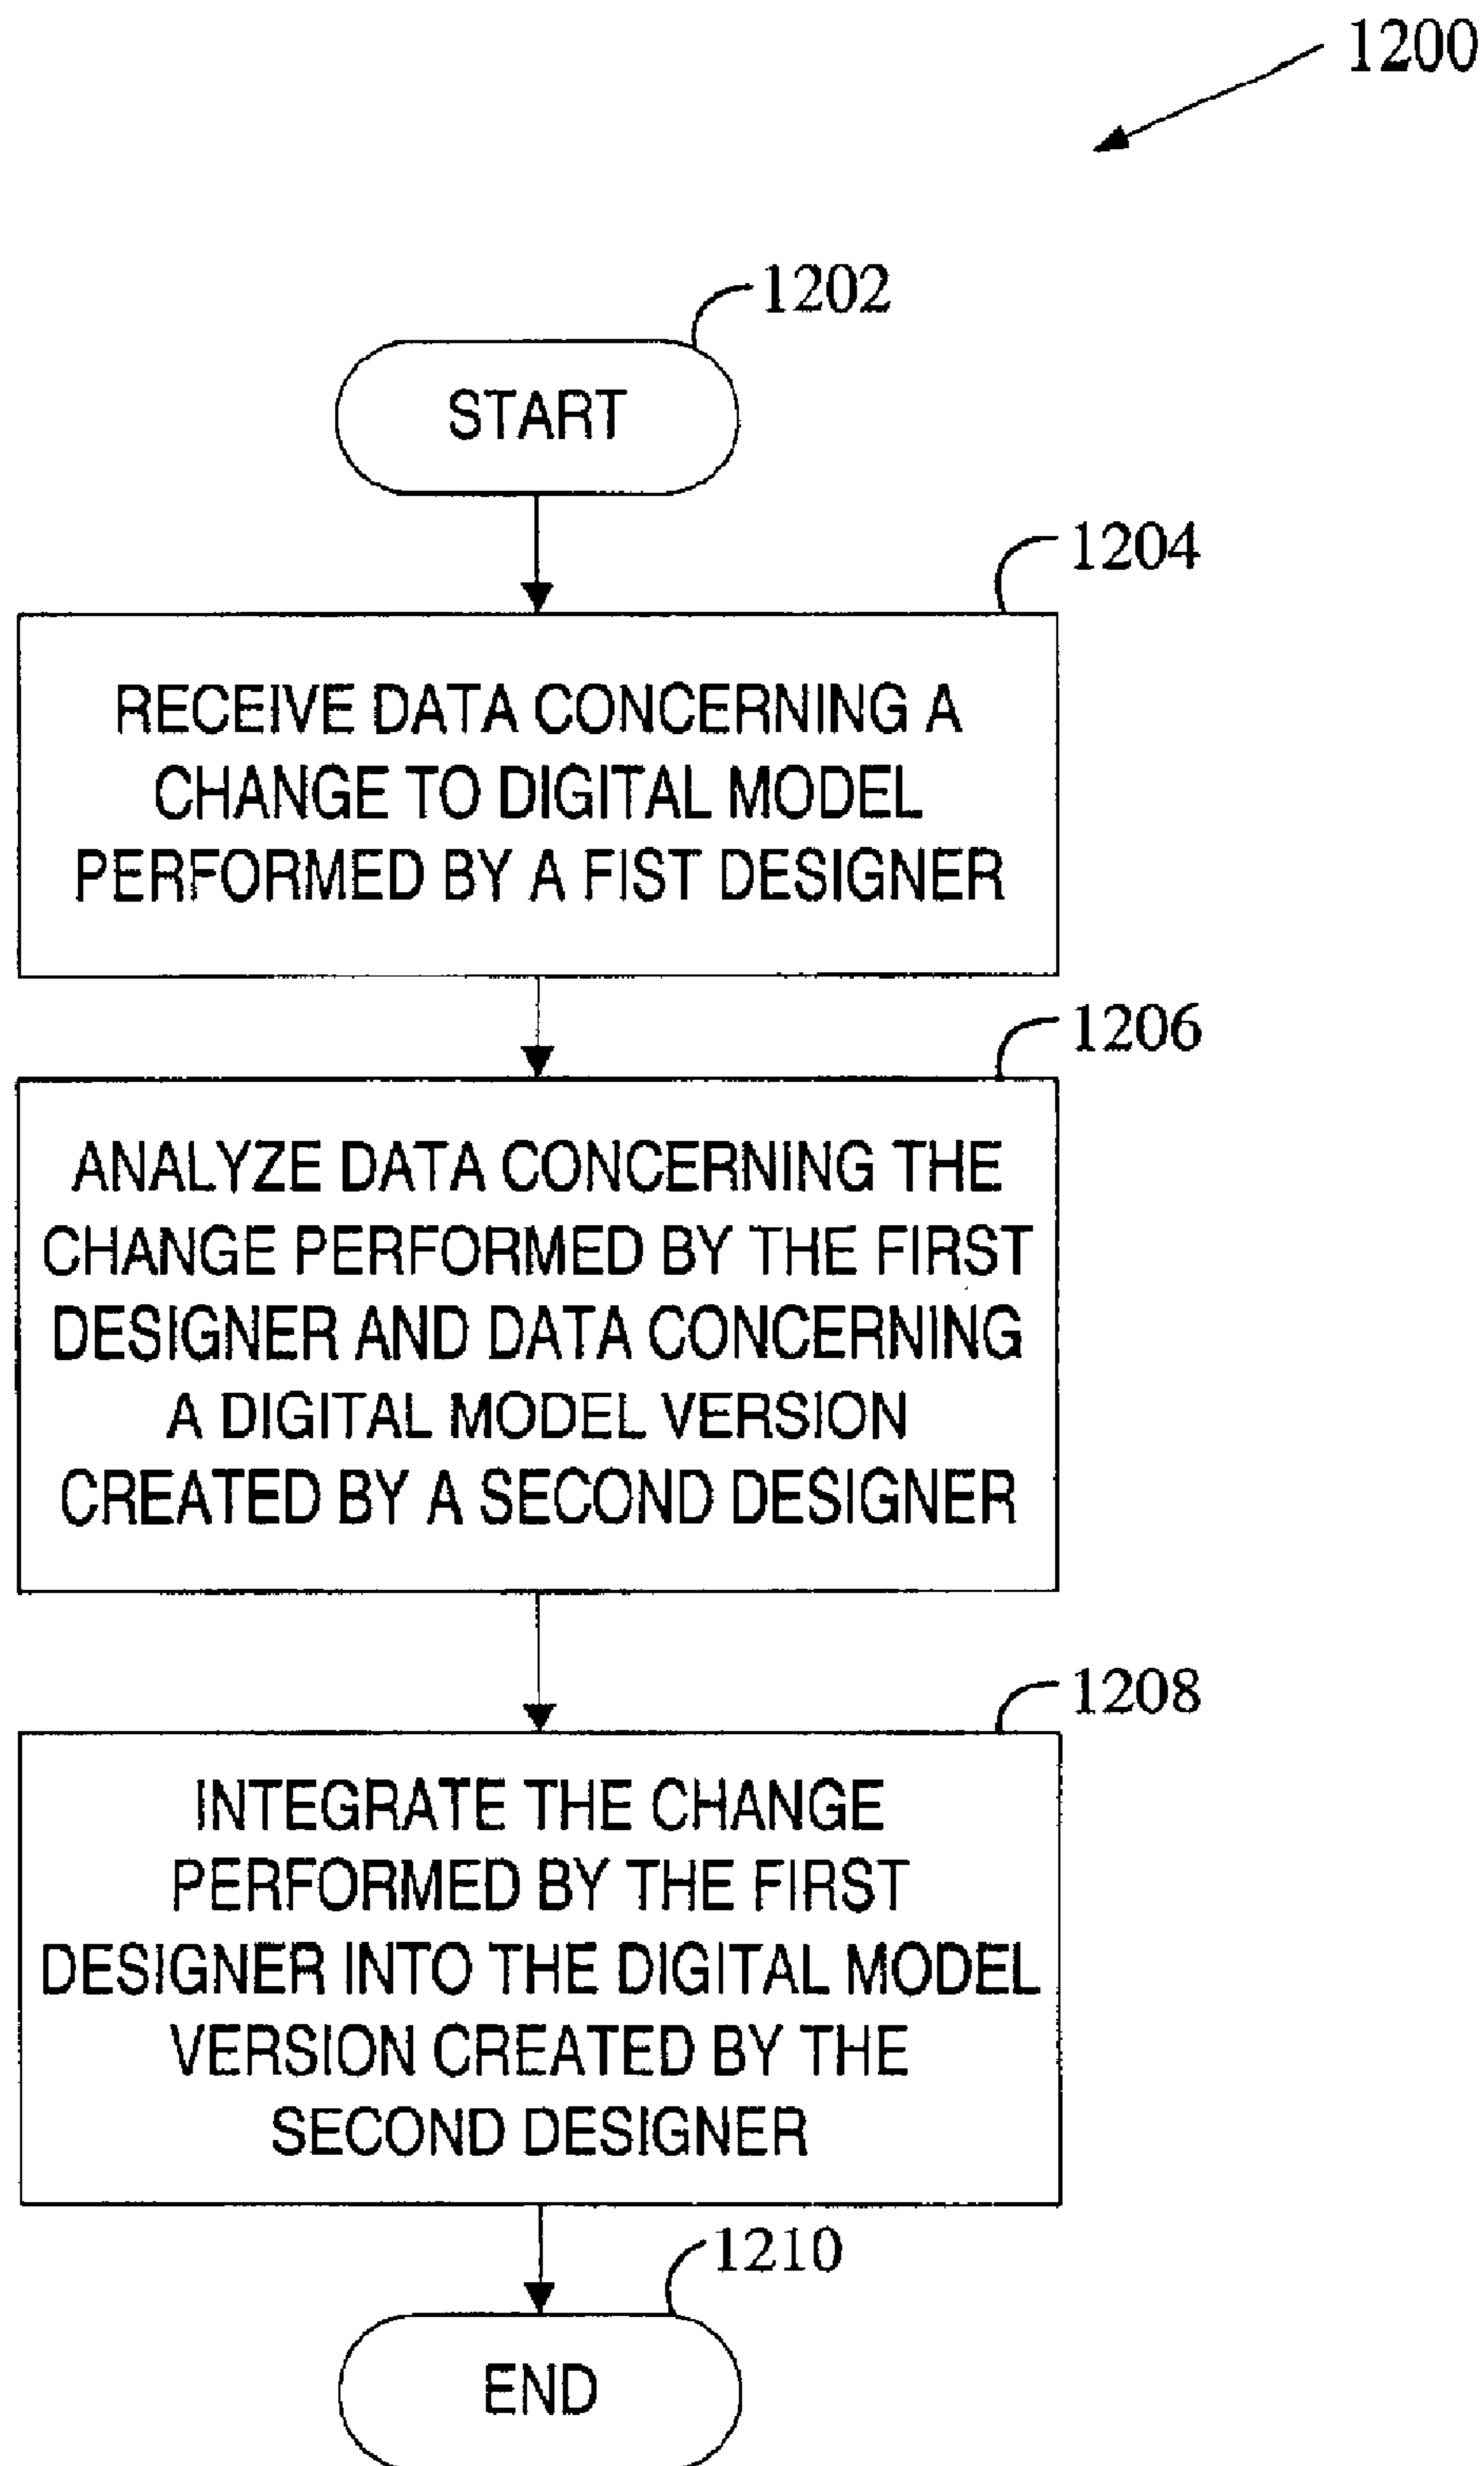 1200
1202
START
1204
RECEIVE DATA CONCERNING A
CHANGE TO DIGITAL MODEL
PERFORMED BY A FIST DESIGNER
1206
ANALYZE DATA CONCERNING THE
CHANGE PERFORMED BY THE FIRST
DESIGNER AND DATA CONCERNING
A DIGITAL MODEL VERSION
CREATED BY A SECOND DESIGNER
1208
INTEGRATE THE CHANGE
PERFORMED BY THE FIRST
DESIGNER INTO THE DIGITAL MODEL
VERSION CREATED BY THE
SECOND DESIGNER
1210
END